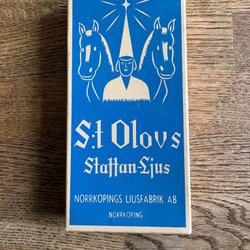 S:t Olovs
Staffan-Ljus
NORRKÖPINGS LJUSFABRIK AB
NORRKÖPING